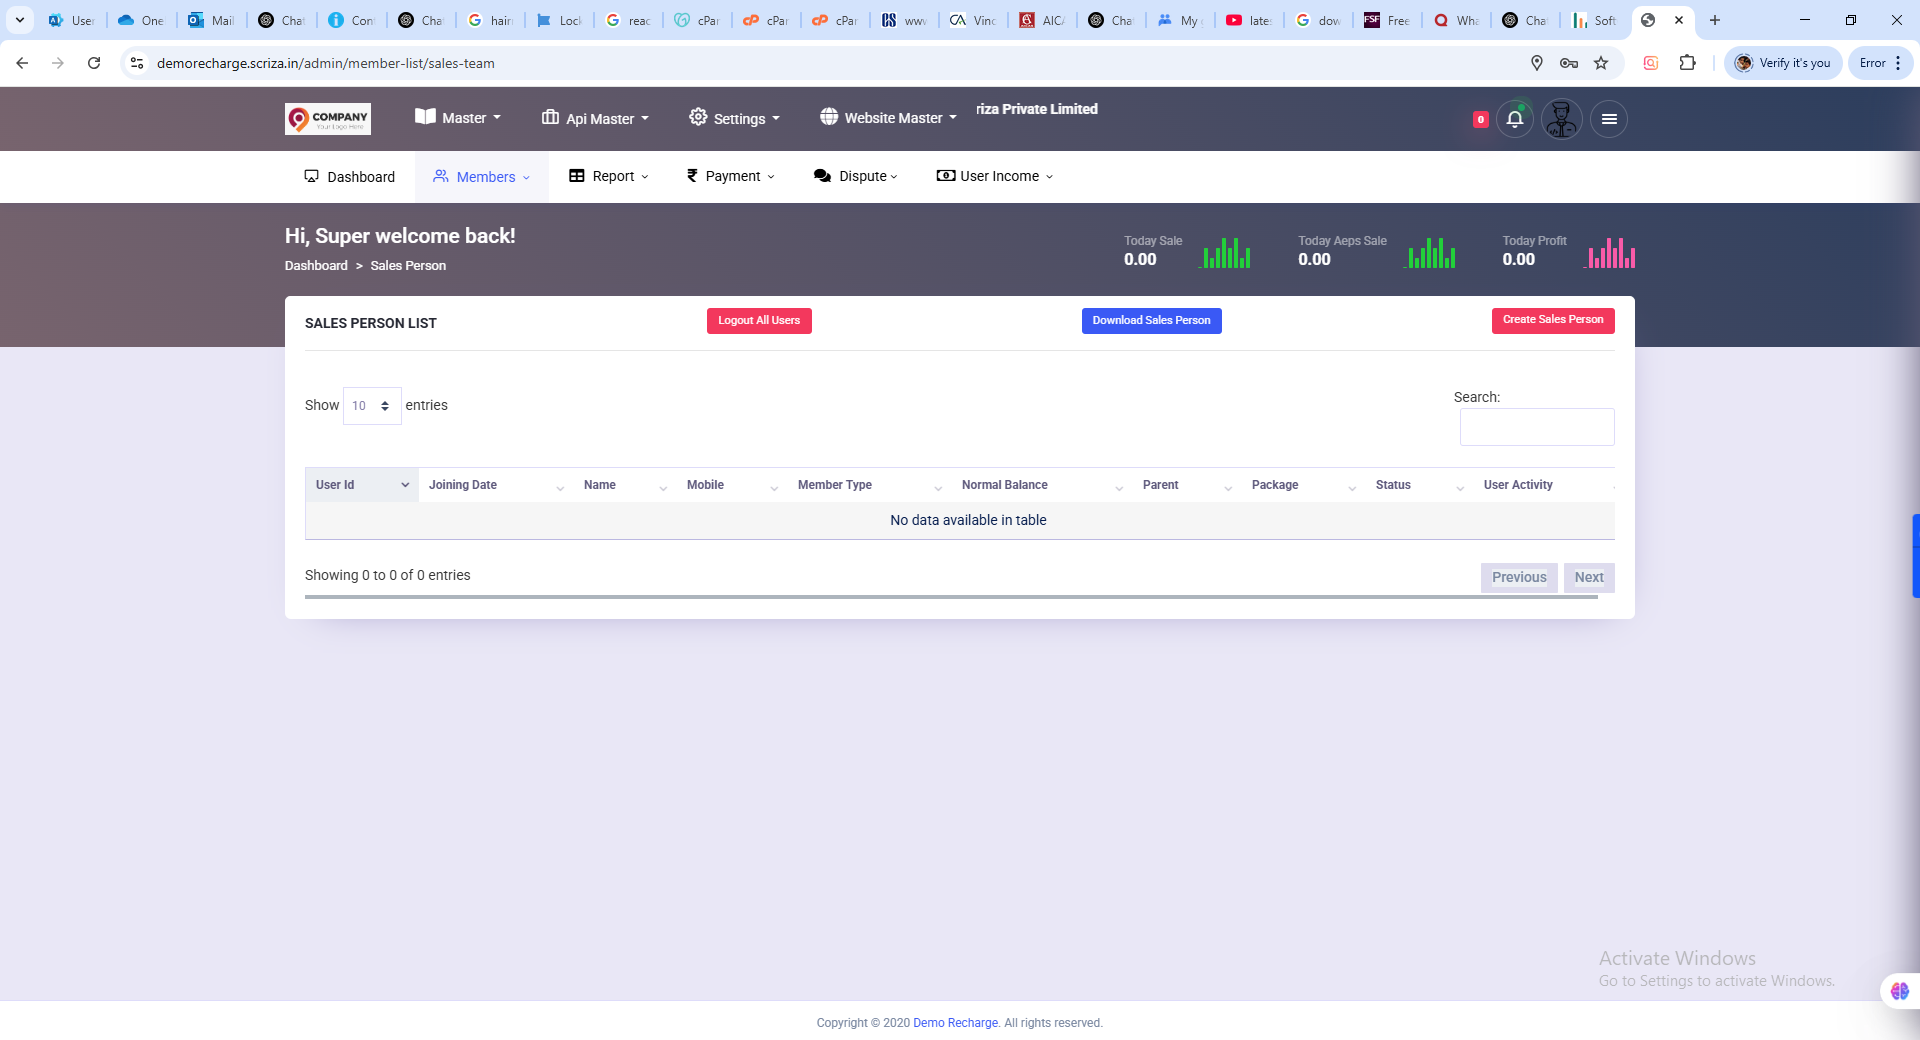 User
One
Mail
Chat
Con
Cha
hair
Lock
reac
cPar
cPar
cPar
www
Vinc
AICA
Cha
My
late
dow
Free
Wha
Cha
Soft
demorecharge.scriza.in/admin/member-list/sales-team
Verify it's you
Error
COMPANY
Your Logo Here
Master
Api Master
Settings
Website Master
riza Private Limited
0
Dashboard
Members
Report
Payment
Dispute
User Income
Hi, Super welcome back!
Dashboard > Sales Person
Today Sale
0.00
Today Aeps Sale
0.00
Today Profit
0.00
SALES PERSON LIST
Logout All Users
Download Sales Person
Create Sales Person
Show 10 entries
Search:
User Id
Joining Date
Name
Mobile
Member Type
Normal Balance
Parent
Package
Status
User Activity
No data available in table
Showing 0 to 0 of 0 entries
Previous
Next
Activate Windows
Go to Settings to activate Windows.
Copyright © 2020 Demo Recharge. All rights reserved.